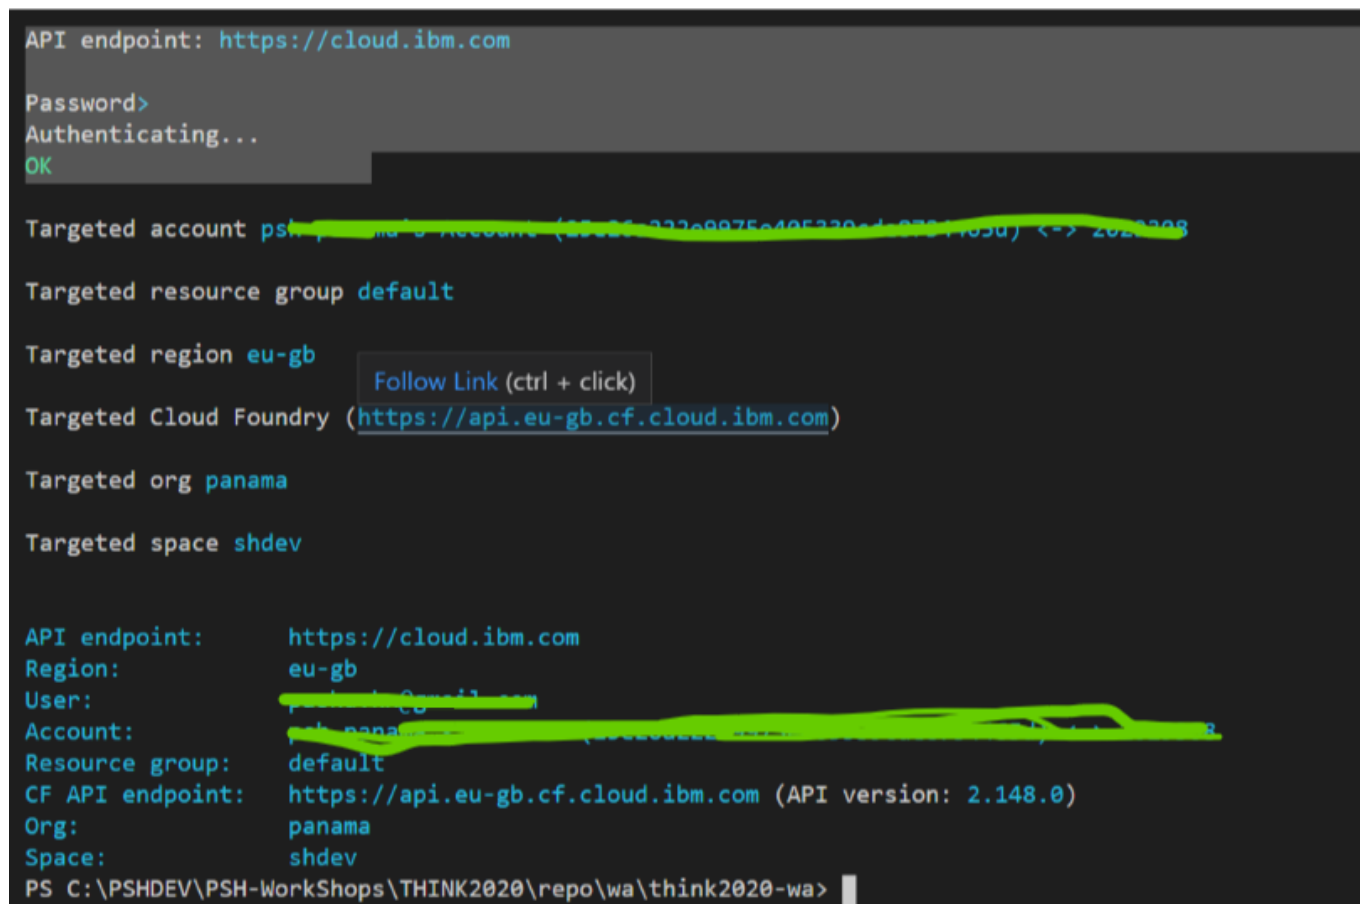 API endpoint: https://cloud.ibm.com
Password>
Authenticating...
OK
Targeted account
Targeted resource group default
Targeted region eu-gb
Follow Link (ctrl + click)
Targeted Cloud Foundry (https://api.eu-gb.cf.cloud.ibm.com)
Targeted org panama
Targeted space shdev
API endpoint: https://cloud.ibm.com
Region: eu-gb
User:
Account:
Resource group: default
CF API endpoint: https://api.eu-gb.cf.cloud.ibm.com (API version: 2.148.0)
Org: panama
Space: shdev
PS C:\PSHDEV\PSH-WorkShops\THINK2020\repo\wa\think2020-wa>